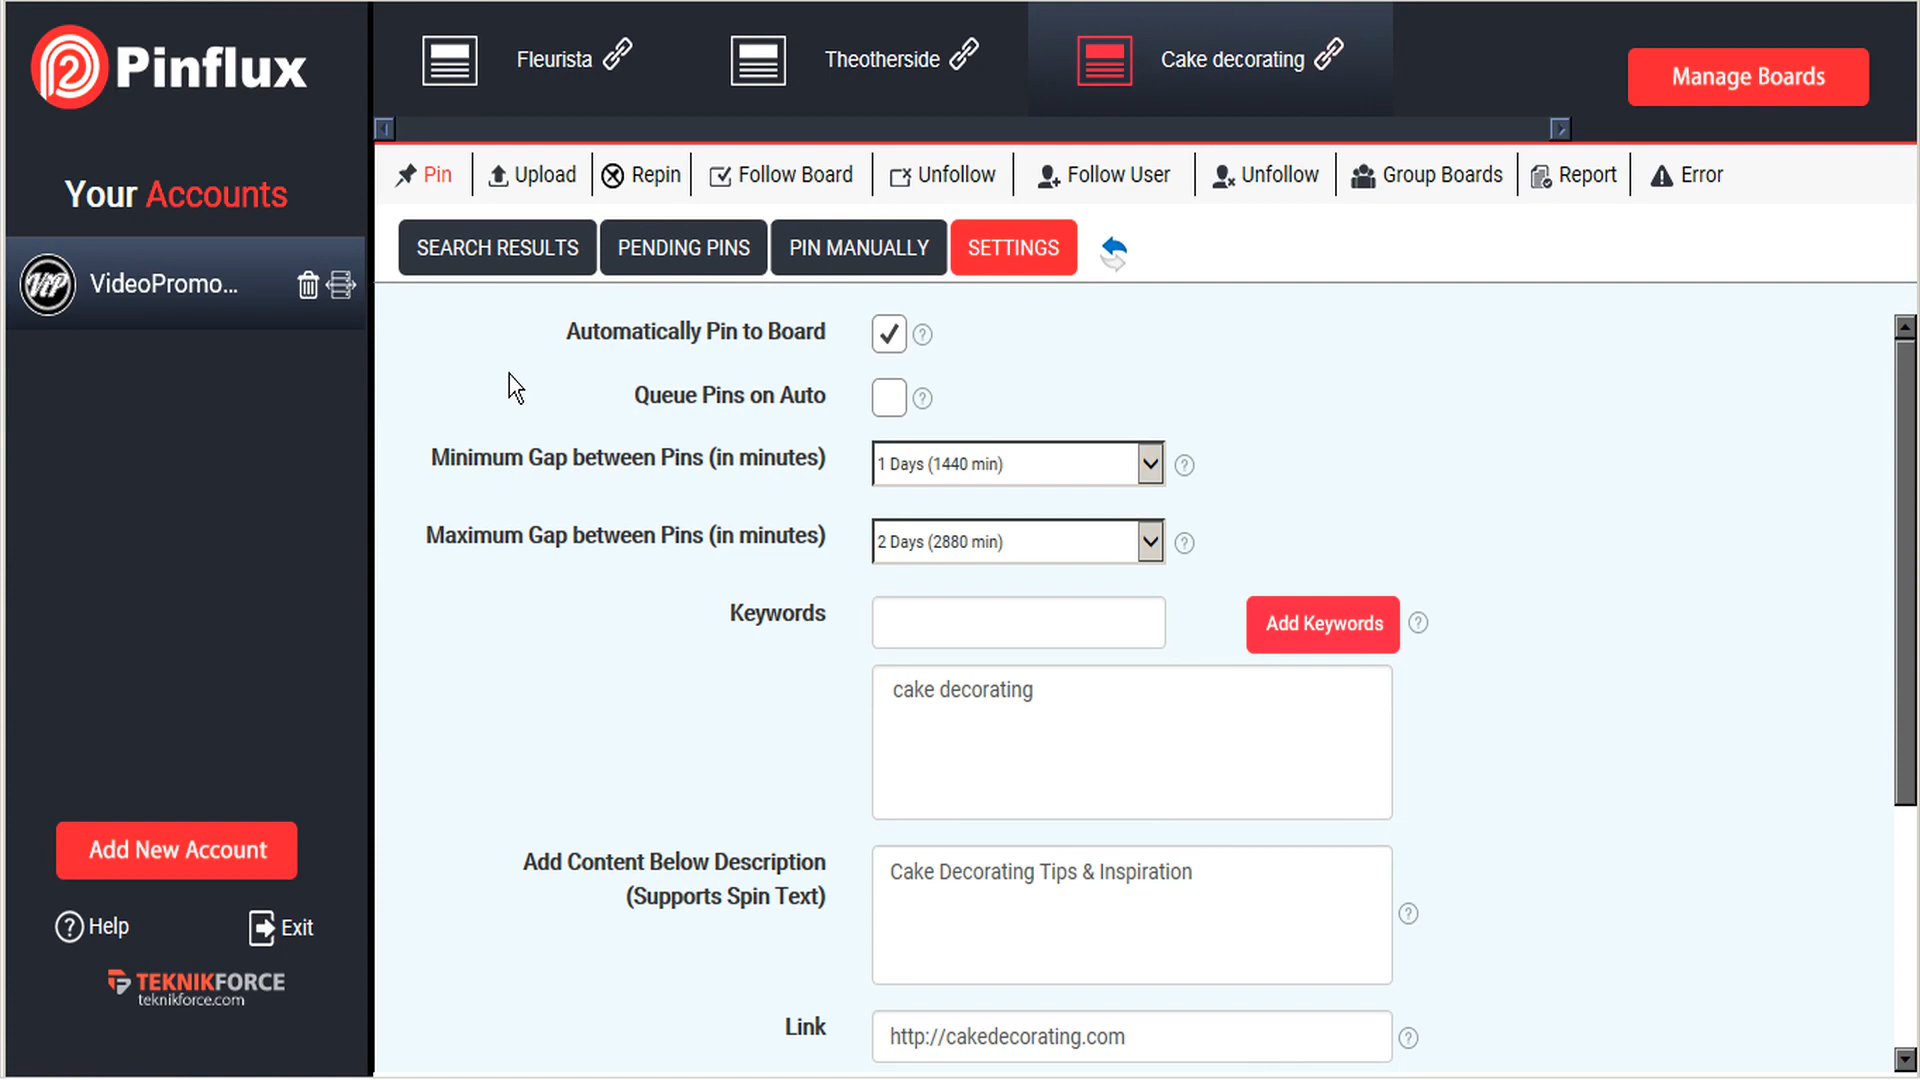 Pinflux
Fleurista
Theotherside
Cake decorating
Manage Boards
Your Accounts
VIP
VideoPromo...
Pin
Upload
Repin
Follow Board
Unfollow
Follow User
Unfollow
Group Boards
Report
Error
SEARCH RESULTS
PENDING PINS
PIN MANUALLY
SETTINGS
Automatically Pin to Board
?
Queue Pins on Auto
?
Minimum Gap between Pins (in minutes)
1 Days (1440 min)
?
Maximum Gap between Pins (in minutes)
2 Days (2880 min)
?
Keywords
Add Keywords
?
cake decorating
Add Content Below Description
(Supports Spin Text)
Cake Decorating Tips & Inspiration
?
Link
http://cakedecorating.com
?
Add New Account
? Help
Exit
TEKNIKFORCE
teknikforce.com